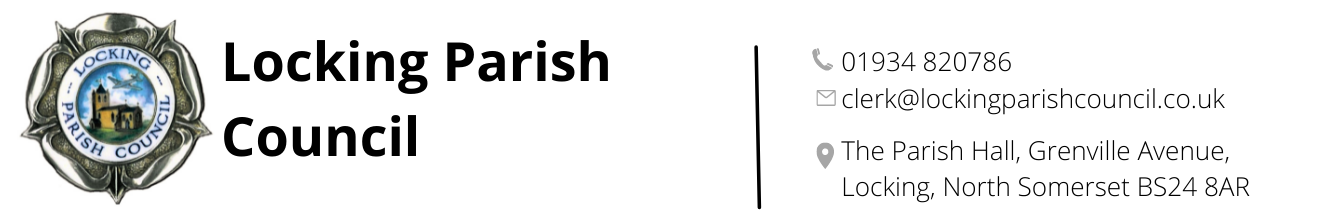 LOCKING
PARISH COUNCIL
Locking Parish
Council
01934 820786
clerk@lockingparishcouncil.co.uk
The Parish Hall, Grenville Avenue,
Locking, North Somerset BS24 8AR